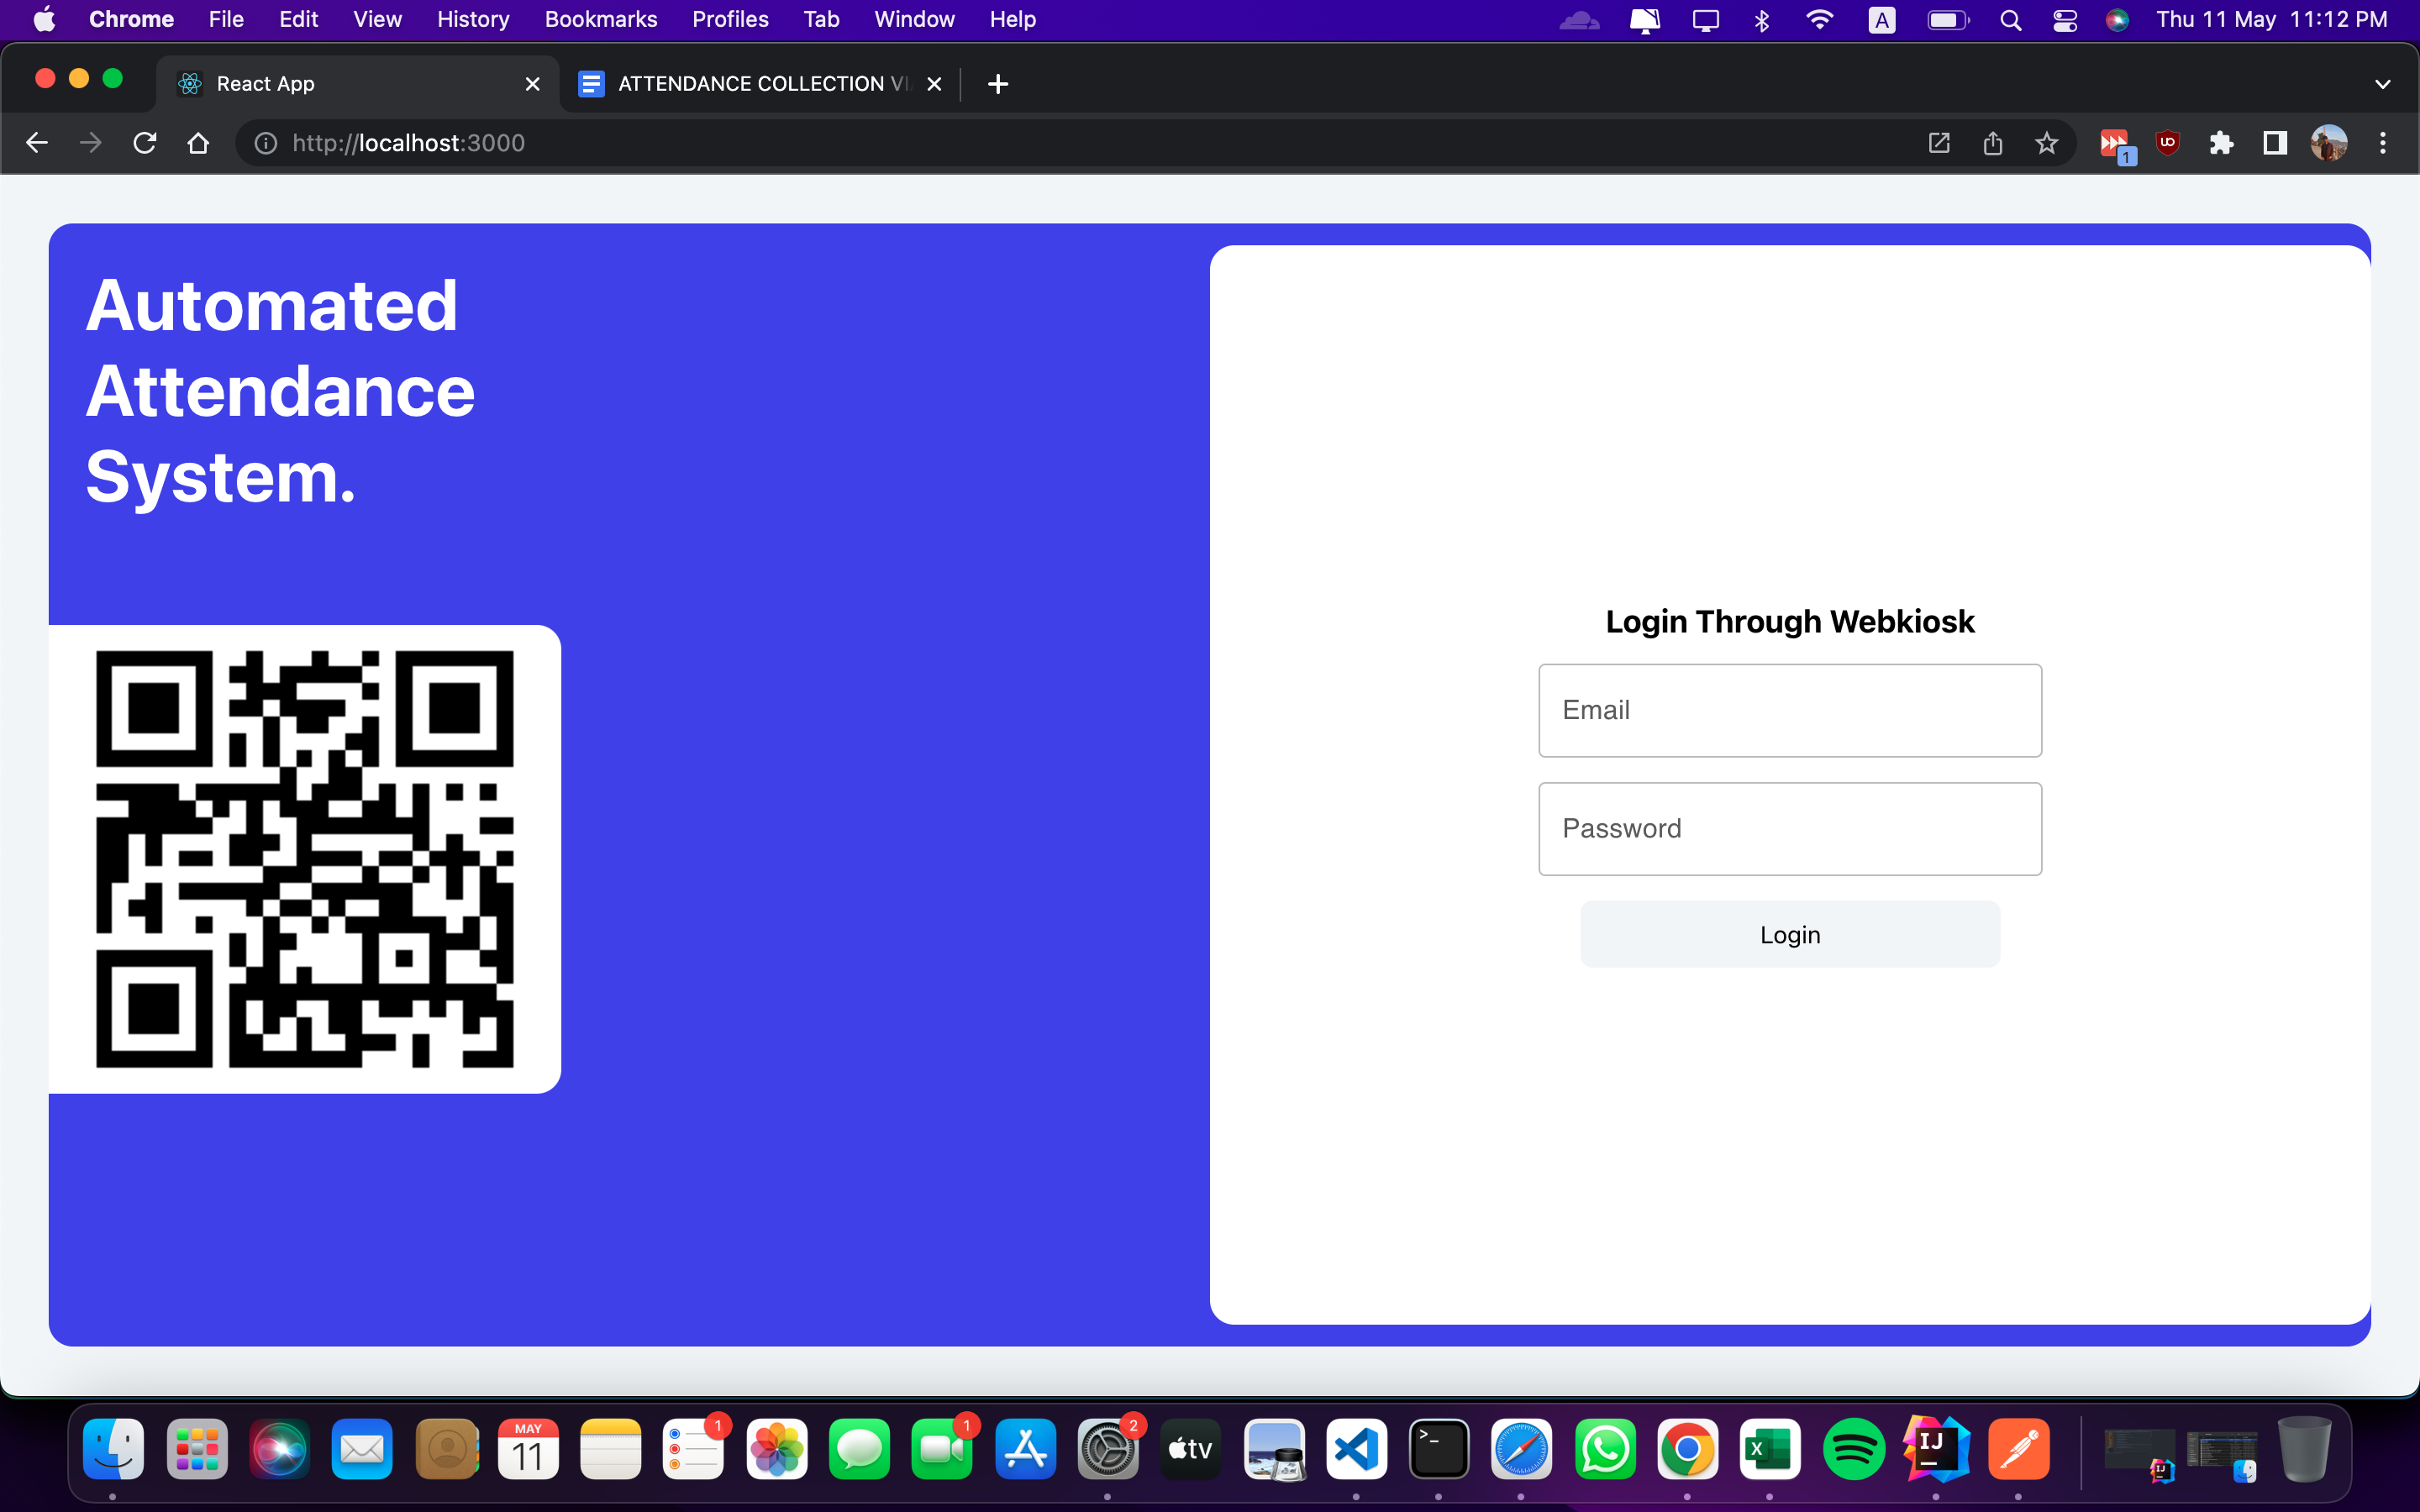 Chrome File Edit View History Bookmarks Profiles Tab Window Help A Thu 11 May 11:12 PM
React App ATTENDANCE COLLECTION VI
http://localhost:3000 1
Automated
Attendance
System.
Login Through Webkiosk
Email
Password
Login
MAY
11
1
1
2
tv
>_
X
IJ